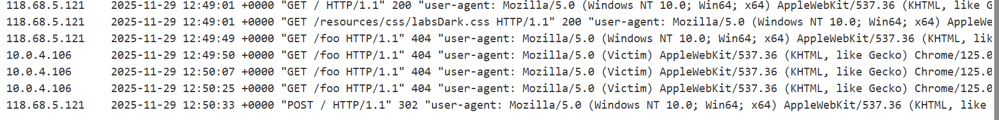 118.68.5.121 2025-11-29 12:49:01 +0000 "GET / HTTP/1.1" 200 "user-agent: Mozilla/5.0 (Windows NT 10.0; Win64; x64) AppleWebKit/537.36 (KHTML, like G
118.68.5.121 2025-11-29 12:49:01 +0000 "GET /resources/css/labsDark.css HTTP/1.1" 200 "user-agent: Mozilla/5.0 (Windows NT 10.0; Win64; x64) AppleWe
118.68.5.121 2025-11-29 12:49:49 +0000 "GET /foo HTTP/1.1" 404 "user-agent: Mozilla/5.0 (Windows NT 10.0; Win64; x64) AppleWebKit/537.36 (KHTML, lik
10.0.4.106 2025-11-29 12:49:50 +0000 "GET /foo HTTP/1.1" 404 "user-agent: Mozilla/5.0 (Victim) AppleWebKit/537.36 (KHTML, like Gecko) Chrome/125.0
10.0.4.106 2025-11-29 12:50:07 +0000 "GET /foo HTTP/1.1" 404 "user-agent: Mozilla/5.0 (Victim) AppleWebKit/537.36 (KHTML, like Gecko) Chrome/125.0
10.0.4.106 2025-11-29 12:50:25 +0000 "GET /foo HTTP/1.1" 404 "user-agent: Mozilla/5.0 (Victim) AppleWebKit/537.36 (KHTML, like Gecko) Chrome/125.0
118.68.5.121 2025-11-29 12:50:33 +0000 "POST / HTTP/1.1" 302 "user-agent: Mozilla/5.0 (Windows NT 10.0; Win64; x64) AppleWebKit/537.36 (KHTML, like